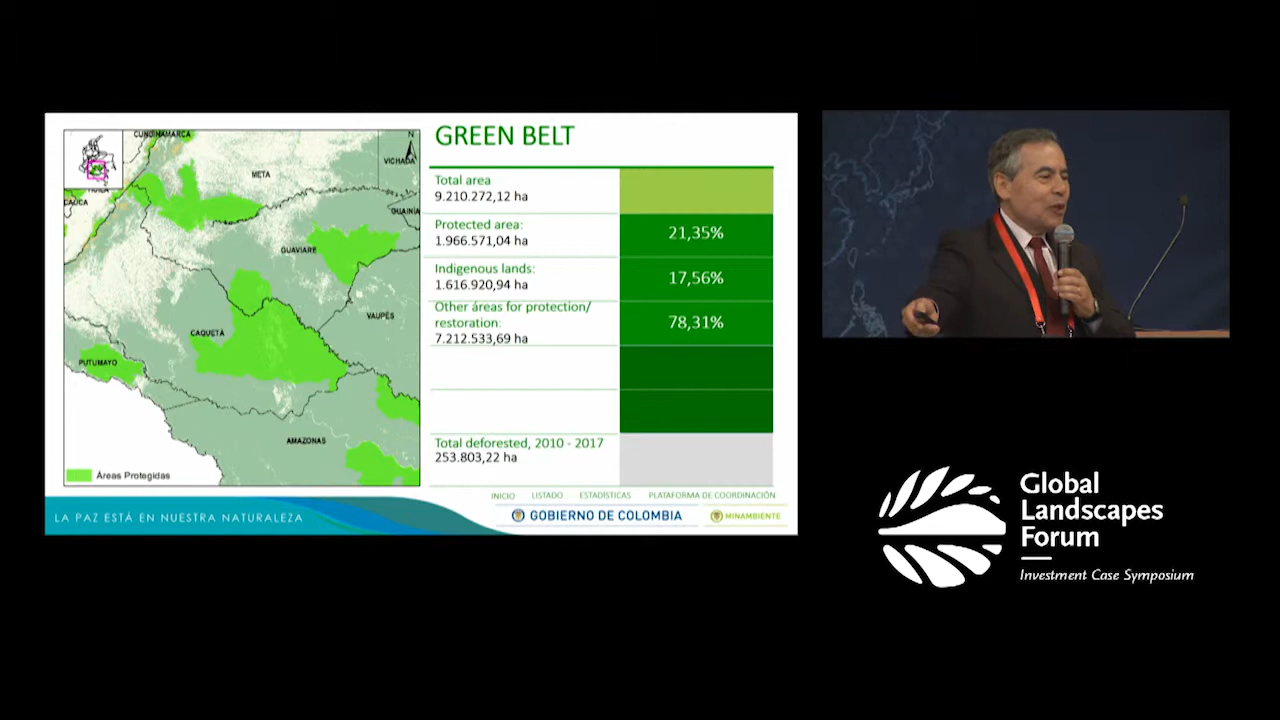 CUNDINAMARCA
N
VICHADA
META
HUILA
CAUCA
GUAINÍA
GUAVIARE
VAUPÉS
CAQUETÁ
PUTUMAYO
AMAZONAS
Áreas Protegidas
GREEN BELT
Total area
9.210.272,12 ha
Protected area:
1.966.571,04 ha
21,35%
Indigenous lands:
1.616.920,94 ha
17,56%
Other áreas for protection/
restoration:
7.212.533,69 ha
78,31%
Total deforested, 2010 - 2017
253.803,22 ha
INICIO LISTADO ESTADÍSTICAS PLATAFORMA DE COORDINACIÓN
LA PAZ ESTÁ EN NUESTRA NATURALEZA
GOBIERNO DE COLOMBIA
MINAMBIENTE
Global
Landscapes
Forum
Investment Case Symposium